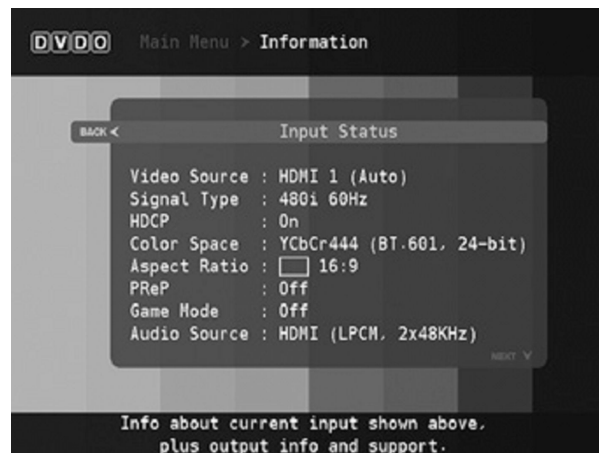 DVDO Main Menu > Information
BACK <
Input Status
Video Source : HDMI 1 (Auto)
Signal Type : 480i 60Hz
HDCP : On
Color Space : YCbCr444 (BT.601, 24-bit)
Aspect Ratio : 16:9
PReP : Off
Game Mode : Off
Audio Source : HDMI (LPCM, 2x48KHz)
NEXT
Info about current input shown above,
plus output info and support.